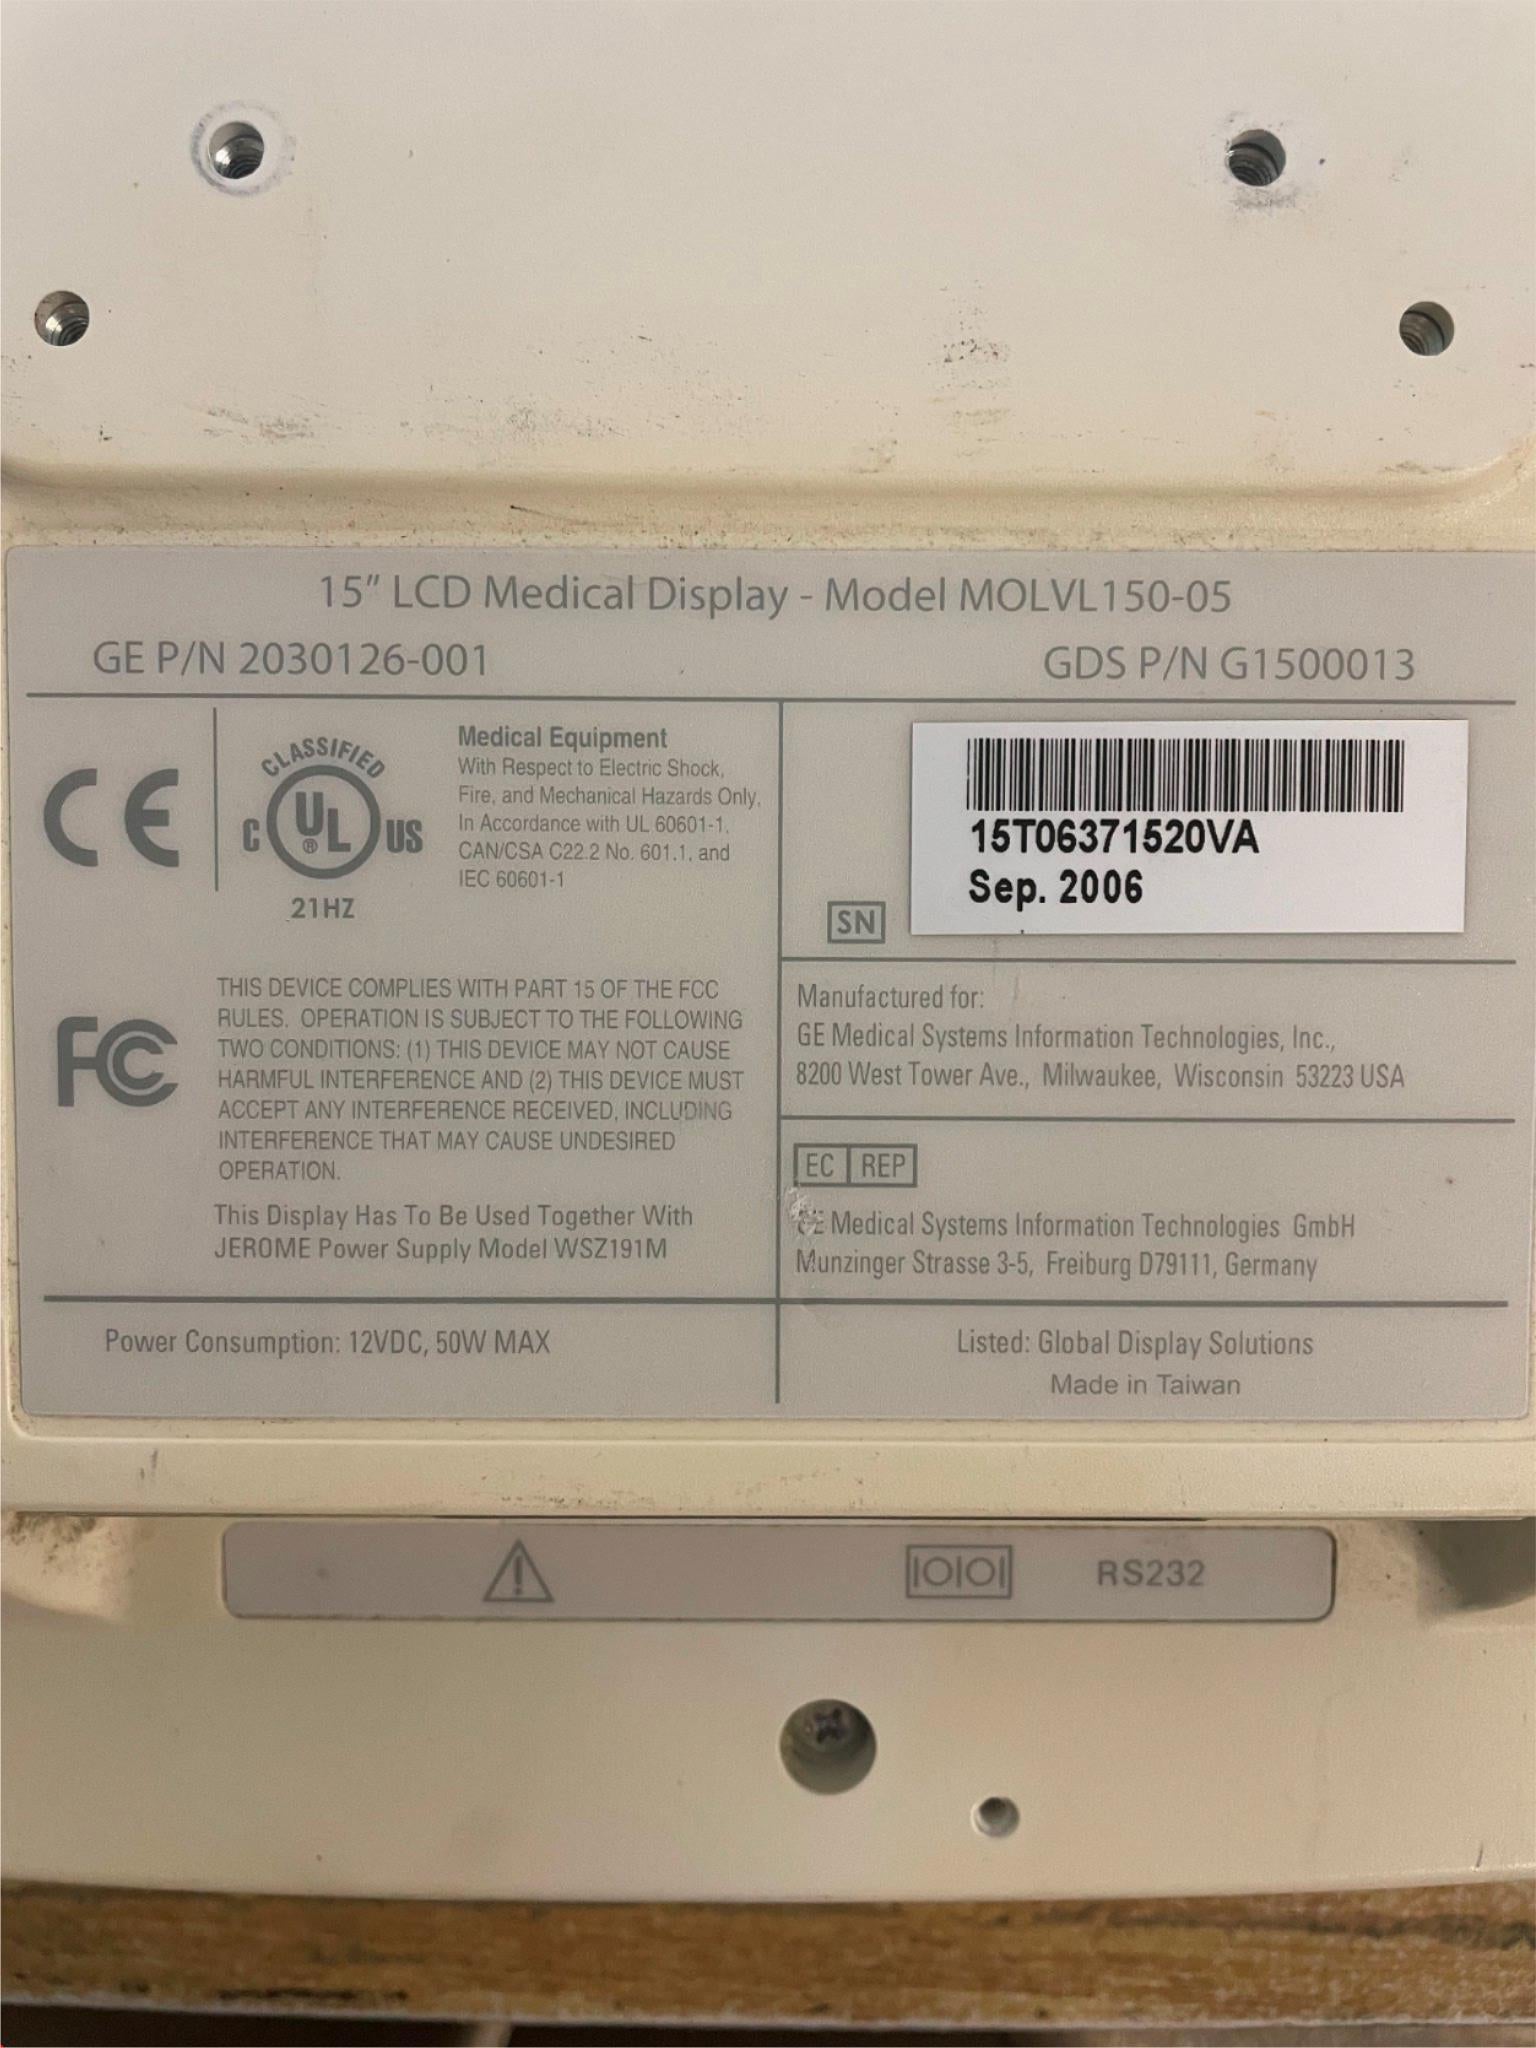 15" LCD Medical Display - Model MOLVL150-05
GE P/N 2030126-001
GDS P/N G1500013
CE
CLASSIFIED
C UL ® US
21HZ
Medical Equipment
With Respect to Electric Shock,
Fire, and Mechanical Hazards Only,
In Accordance with UL 60601-1,
CAN/CSA C22.2 No. 601.1, and
IEC 60601-1
FC
THIS DEVICE COMPLIES WITH PART 15 OF THE FCC
RULES. OPERATION IS SUBJECT TO THE FOLLOWING
TWO CONDITIONS: (1) THIS DEVICE MAY NOT CAUSE
HARMFUL INTERFERENCE AND (2) THIS DEVICE MUST
ACCEPT ANY INTERFERENCE RECEIVED, INCLUDING
INTERFERENCE THAT MAY CAUSE UNDESIRED
OPERATION.
This Display Has To Be Used Together With
JEROME Power Supply Model WSZ191M
Power Consumption: 12VDC, 50W MAX
15T06371520VA
Sep. 2006
SN
Manufactured for:
GE Medical Systems Information Technologies, Inc.,
8200 West Tower Ave., Milwaukee, Wisconsin 53223 USA
EC REP
GE Medical Systems Information Technologies GmbH
Munzinger Strasse 3-5, Freiburg D79111, Germany
Listed: Global Display Solutions
Made in Taiwan
|O|O| RS232